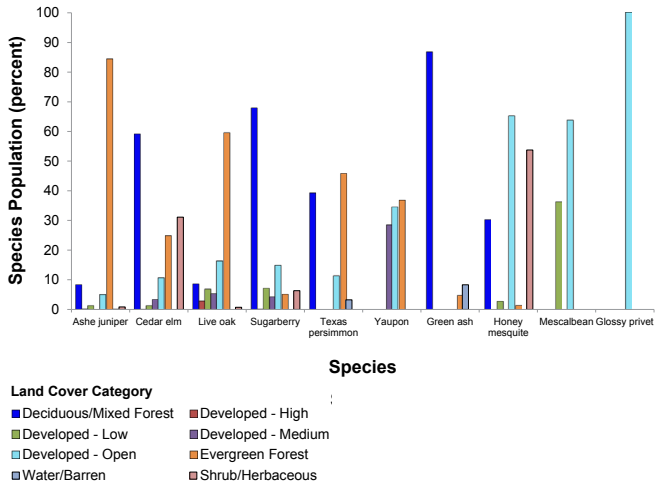 Species Population (percent)
100
90
80
70
60
50
40
30
20
10
0
Ashe juniper Cedar elm Live oak Sugarberry Texas persimmon Yaupon Green ash Honey mesquite Mescalbean Glossy privet
Species
Land Cover Category
Deciduous/Mixed Forest Developed - High
Developed - Low Developed - Medium
Developed - Open Evergreen Forest
Water/Barren Shrub/Herbaceous